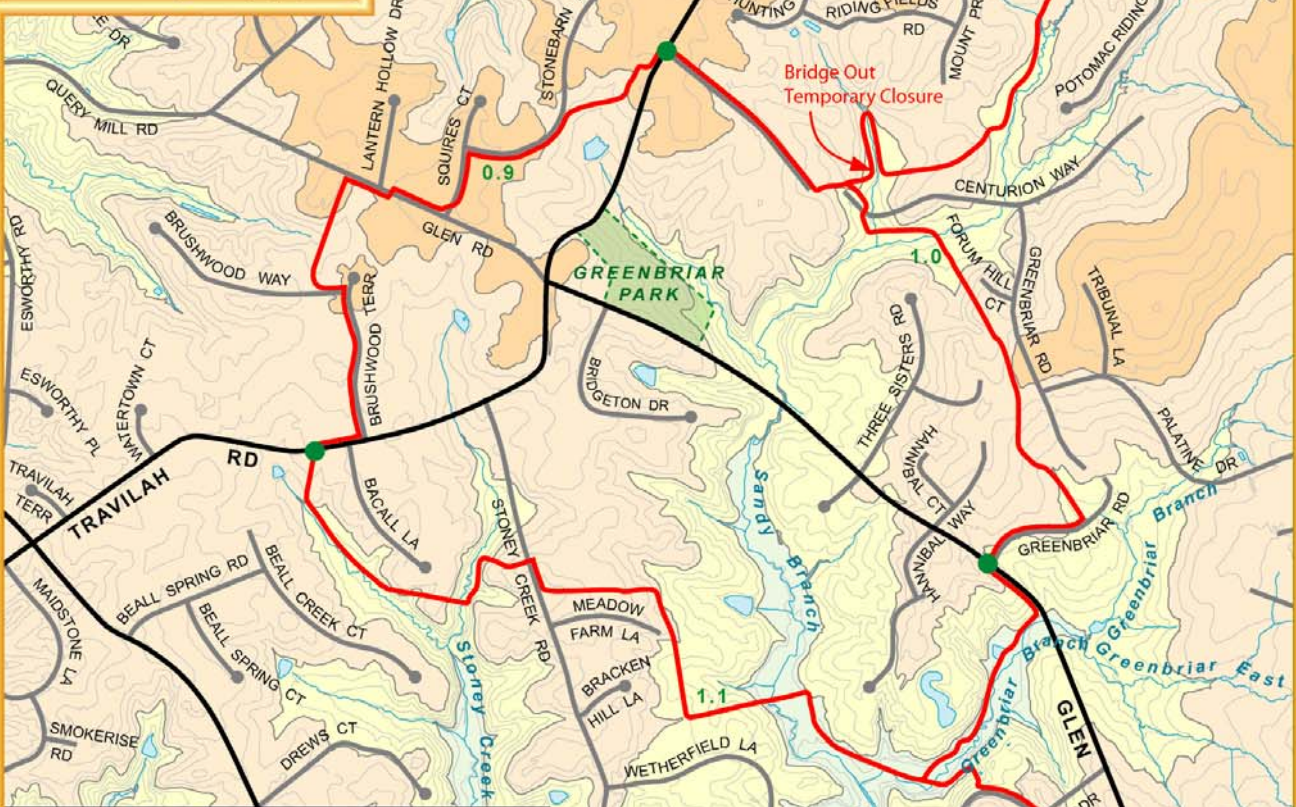 RIDING FIELDS
RD
MOUNT PR
POTOMAC RIDING
E DR
LANTERN HOLLOW DR
STONEBARN
Bridge Out
Temporary Closure
QUERY MILL RD
SQUIRES CT
0.9
CENTURION WAY
ESWORTHY RD
BRUSHWOOD WAY
GLEN RD
FORUM HILL
CT
1.0
GREENBRIAR RD
GREENBRIAR
PARK
TRIBUNAL LA
BRUSHWOOD TERR
THREE SISTERS RD
WATERTOWN CT
ESWORTHY PL
BRIDGETON DR
HANNIBAL CT
PALATINE DR
RD
TRAVILAH
TERR
TRAVILAH
BACALL LA
STONEY
CREEK RD
Sandy
Branch
HANNIBAL WAY
GREENBRIAR RD
Branch
Greenbriar
BEALL SPRING RD
BEALL CREEK CT
MAIDSTONE LA
MEADOW
FARM LA
BEALL SPRING CT
BRACKEN
HILL LA
Stoney
Creek
1.1
Branch
Greenbriar
Greenbriar East
GLEN
SMOKERISE
RD
DREWS CT
WETHERFIELD LA
DR